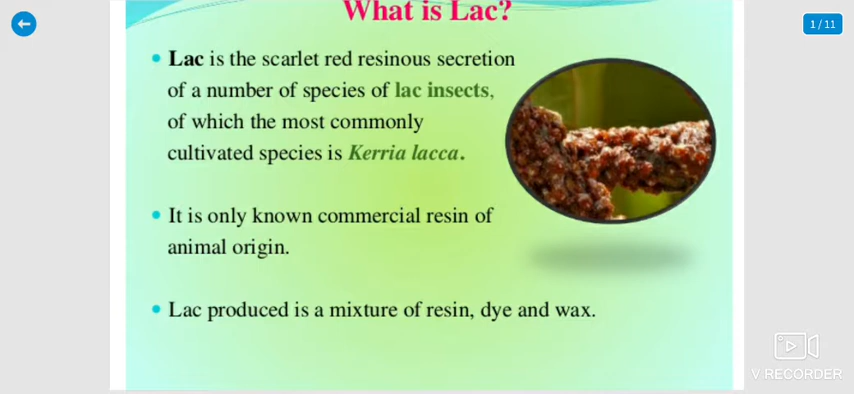 What is Lac?
1 / 11
Lac is the scarlet red resinous secretion
of a number of species of lac insects,
of which the most commonly
cultivated species is Kerria lacca.
It is only known commercial resin of
animal origin.
Lac produced is a mixture of resin, dye and wax.
V RECORDER